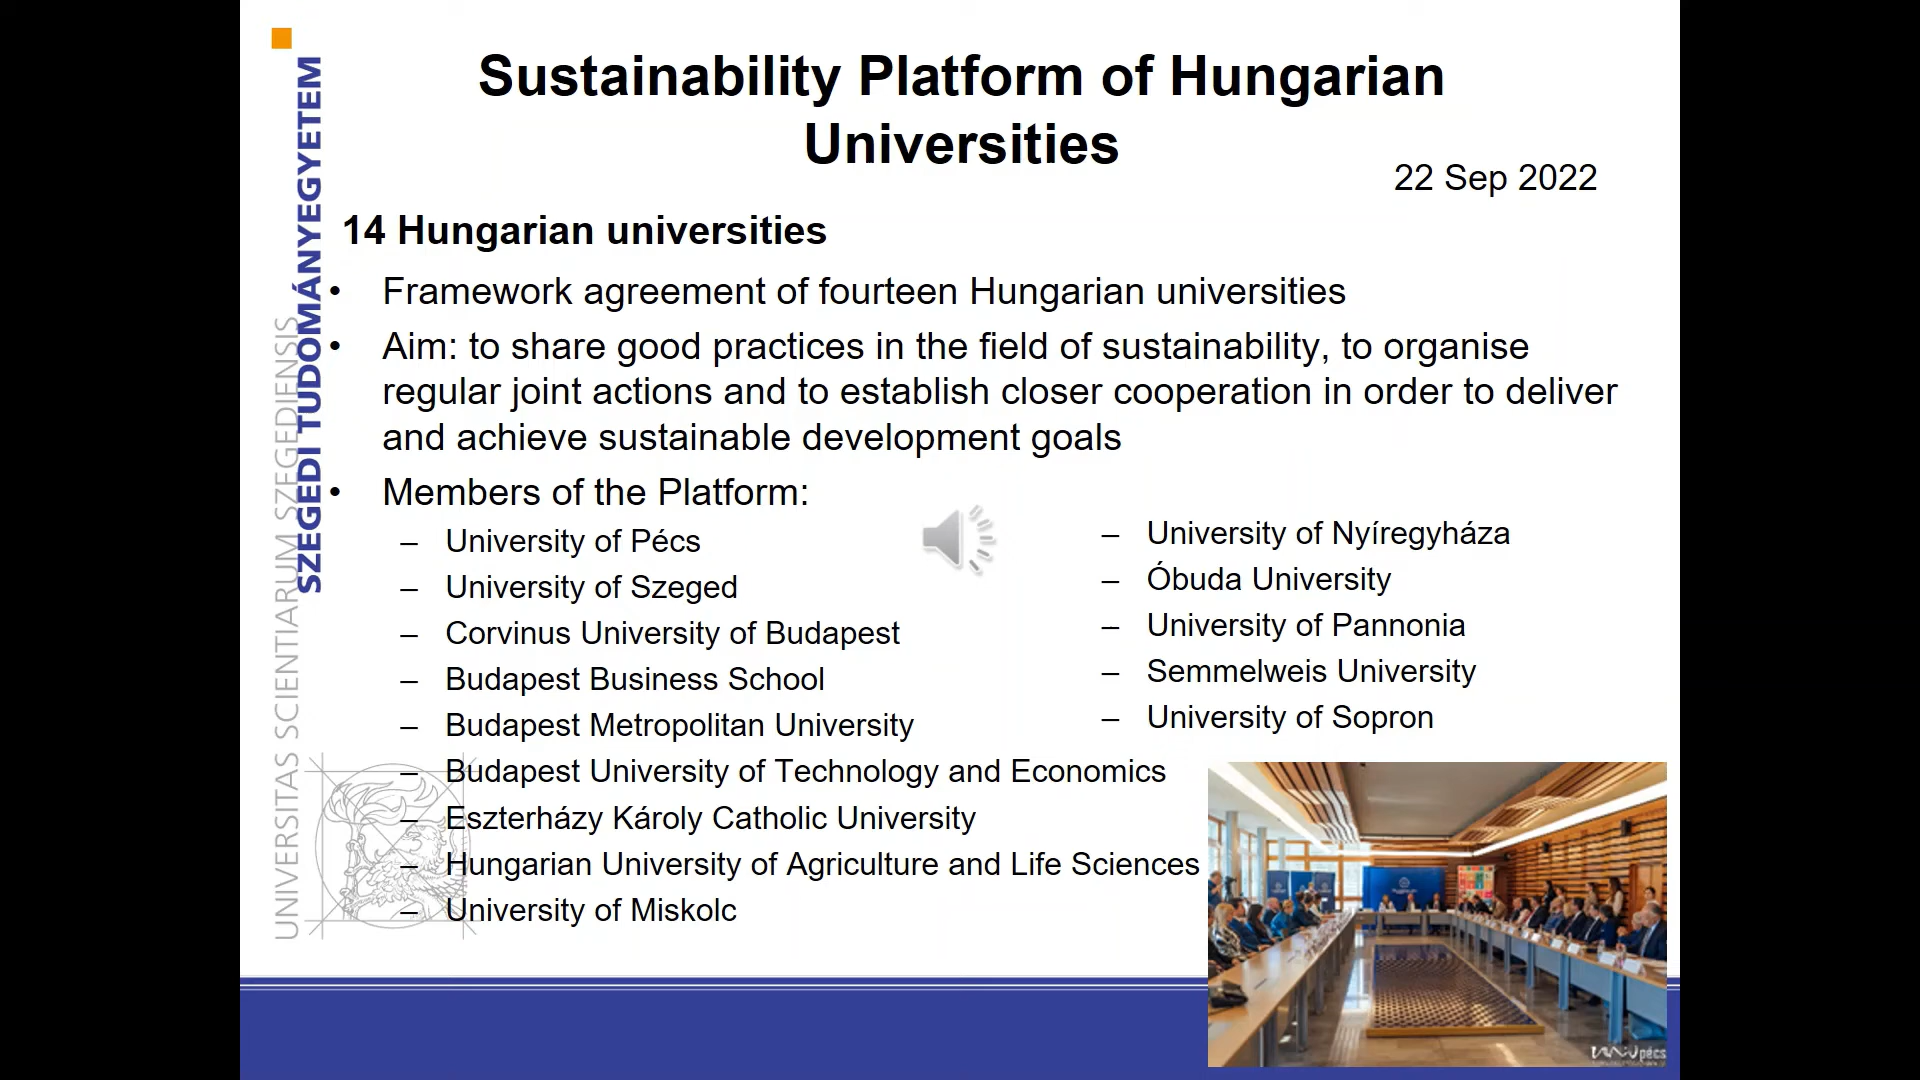 Sustainability Platform of Hungarian
Universities
22 Sep 2022
14 Hungarian universities
• Framework agreement of fourteen Hungarian universities
• Aim: to share good practices in the field of sustainability, to organise
regular joint actions and to establish closer cooperation in order to deliver
and achieve sustainable development goals
• Members of the Platform:
– University of Pécs
– University of Szeged
– Corvinus University of Budapest
– Budapest Business School
– Budapest Metropolitan University
– Budapest University of Technology and Economics
– Eszterházy Károly Catholic University
– Hungarian University of Agriculture and Life Sciences
– University of Miskolc
– University of Nyíregyháza
– Óbuda University
– University of Pannonia
– Semmelweis University
– University of Sopron
SZEGEDI TUDOMÁNYEGYETEM
UNIVERSITAS SCIENTIARUM SZEGEDIENSIS
pécs